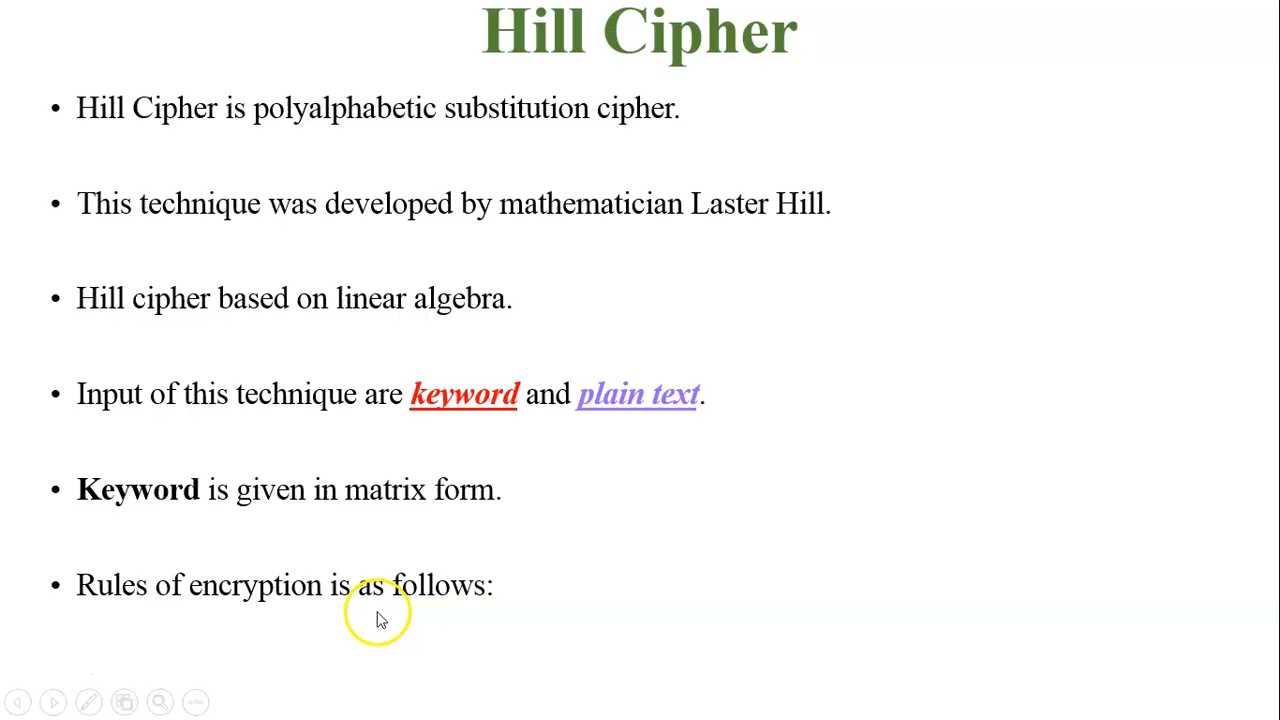 Hill Cipher
• Hill Cipher is polyalphabetic substitution cipher.
• This technique was developed by mathematician Laster Hill.
• Hill cipher based on linear algebra.
• Input of this technique are keyword and plain text.
• Keyword is given in matrix form.
• Rules of encryption is as follows: